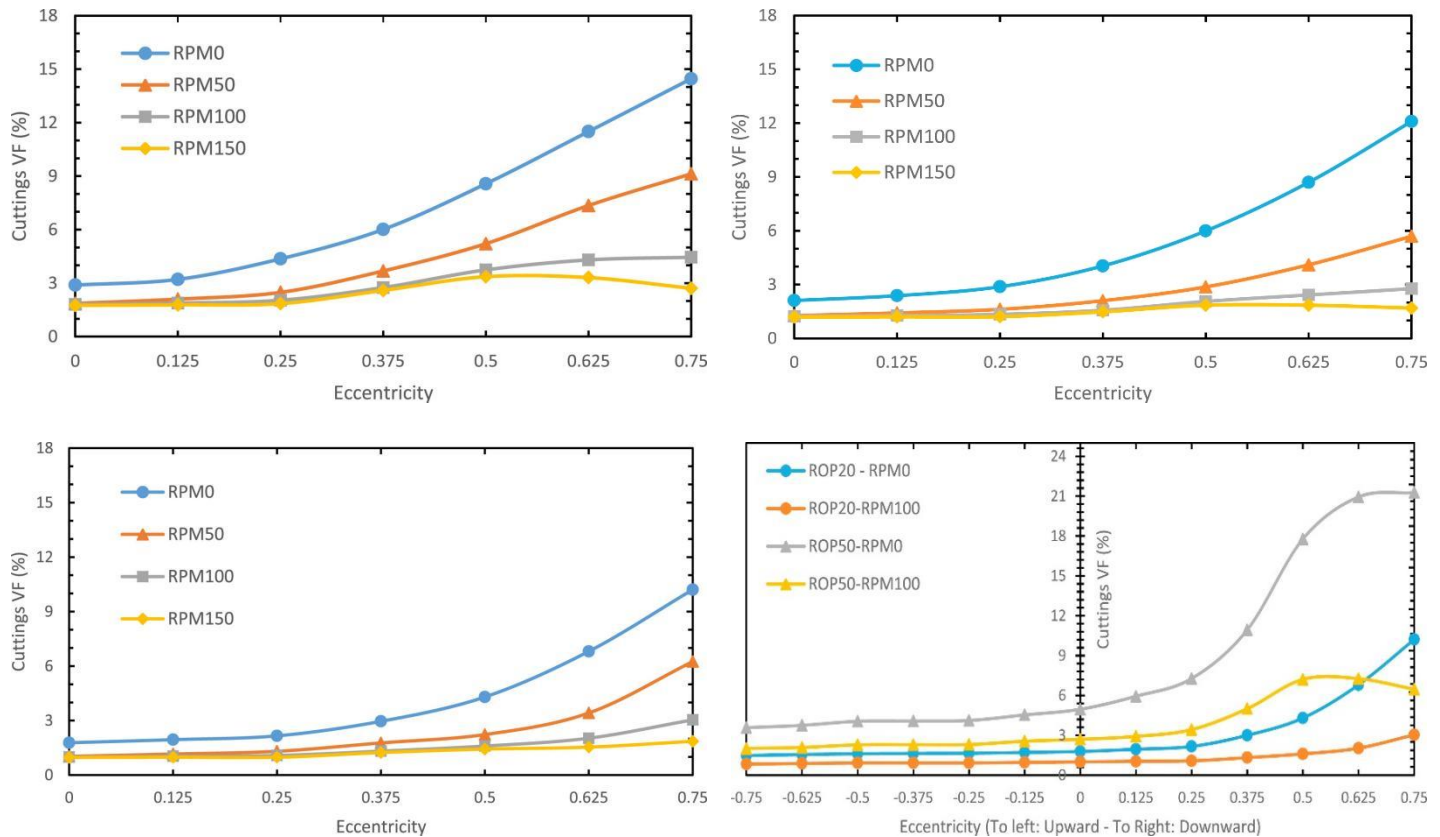 18
15
12
9
6
3
0
Cuttings VF (%)
RPM0
RPM50
RPM100
RPM150
0 0.125 0.25 0.375 0.5 0.625 0.75
Eccentricity
18
15
12
9
6
3
0
Cuttings VF (%)
RPM0
RPM50
RPM100
RPM150
0 0.125 0.25 0.375 0.5 0.625 0.75
Eccentricity
18
15
12
9
6
3
0
Cuttings VF (%)
RPM0
RPM50
RPM100
RPM150
0 0.125 0.25 0.375 0.5 0.625 0.75
Eccentricity
ROP20 - RPM0
ROP20-RPM100
ROP50-RPM0
ROP50-RPM100
24
21
18
15
12
9
6
3
0
Cuttings VF (%)
-0.75 -0.625 -0.5 -0.375 -0.25 -0.125 0 0.125 0.25 0.375 0.5 0.625 0.75
Eccentricity (To left: Upward - To Right: Downward)